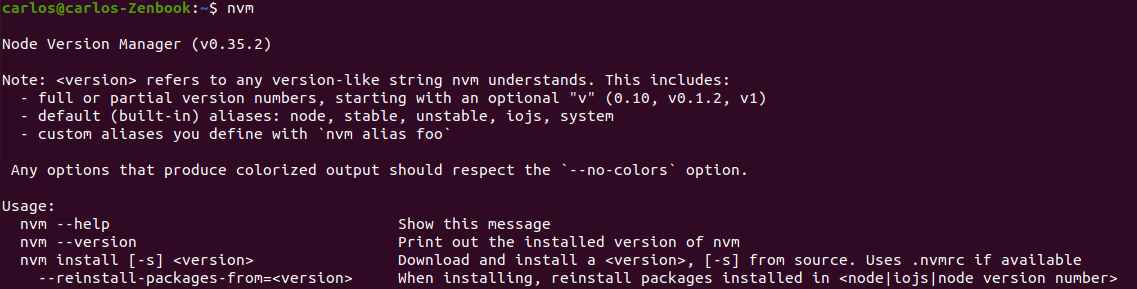 carlos@carlos-Zenbook:~$ nvm
Node Version Manager (v0.35.2)
Note: <version> refers to any version-like string nvm understands. This includes:
- full or partial version numbers, starting with an optional "v" (0.10, v0.1.2, v1)
- default (built-in) aliases: node, stable, unstable, iojs, system
- custom aliases you define with `nvm alias foo`
Any options that produce colorized output should respect the `--no-colors` option.
Usage:
nvm --help Show this message
nvm --version Print out the installed version of nvm
nvm install [-s] <version> Download and install a <version>, [-s] from source. Uses .nvmrc if available
--reinstall-packages-from=<version> When installing, reinstall packages installed in <node|iojs|node version number>